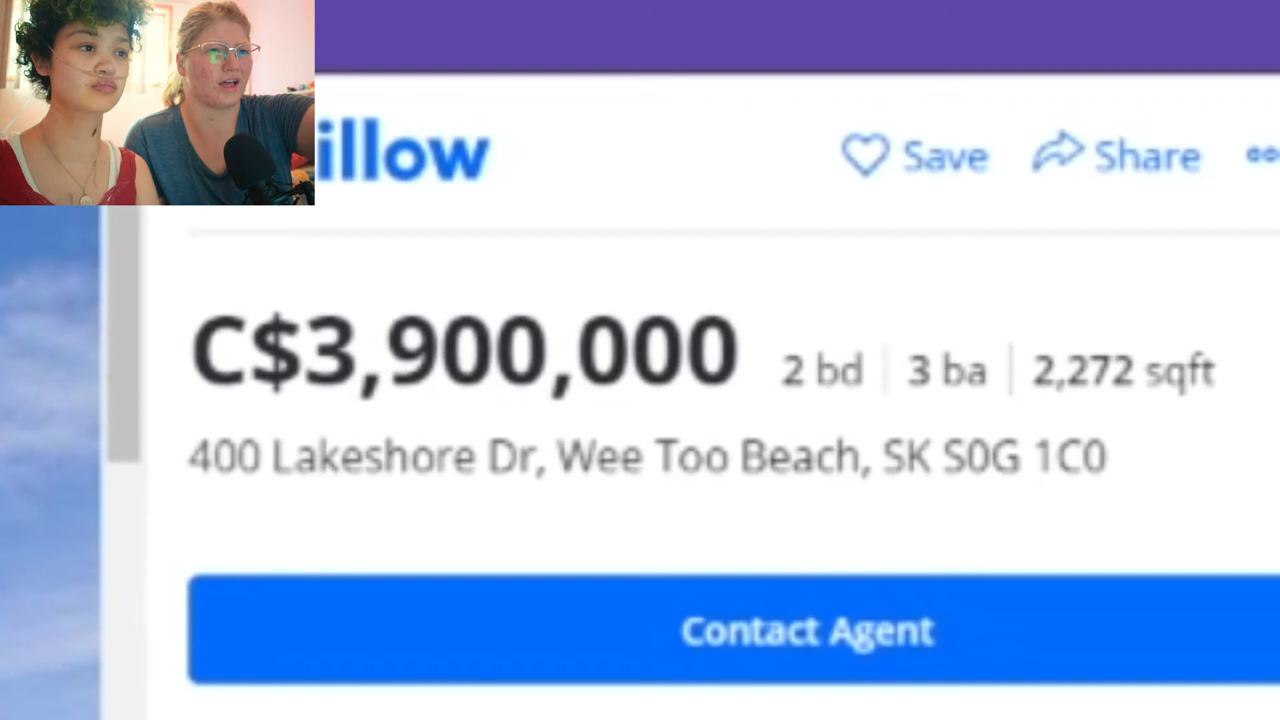 illow
Save Share
C$3,900,000 2 bd 3 ba 2,272 sqft
400 Lakeshore Dr, Wee Too Beach, SK S0G 1C0
Contact Agent